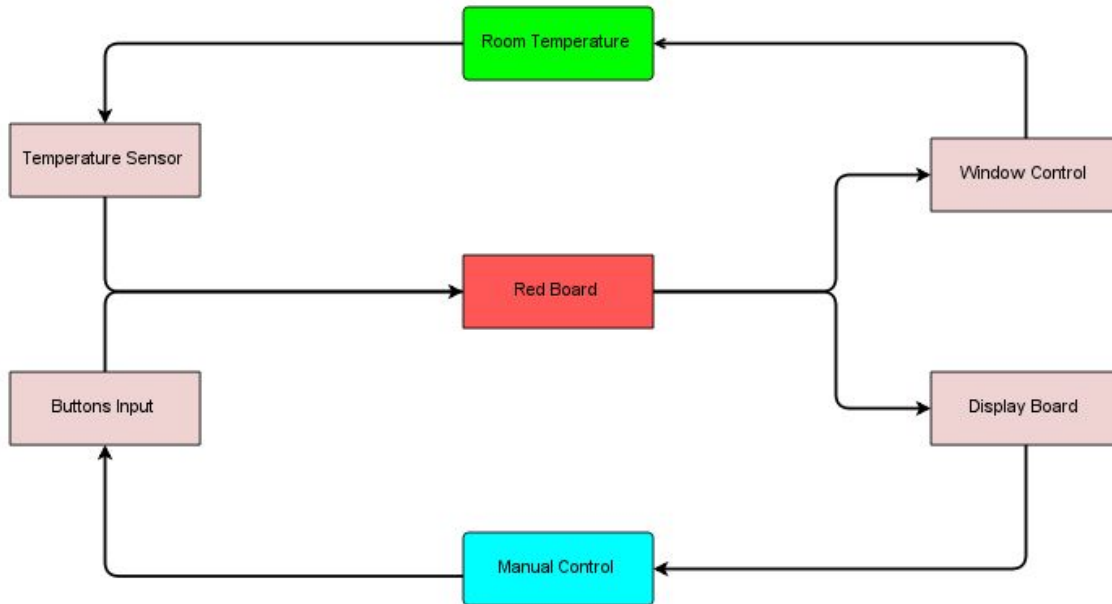 Room Temperature
Temperature Sensor
Window Control
Red Board
Buttons Input
Display Board
Manual Control